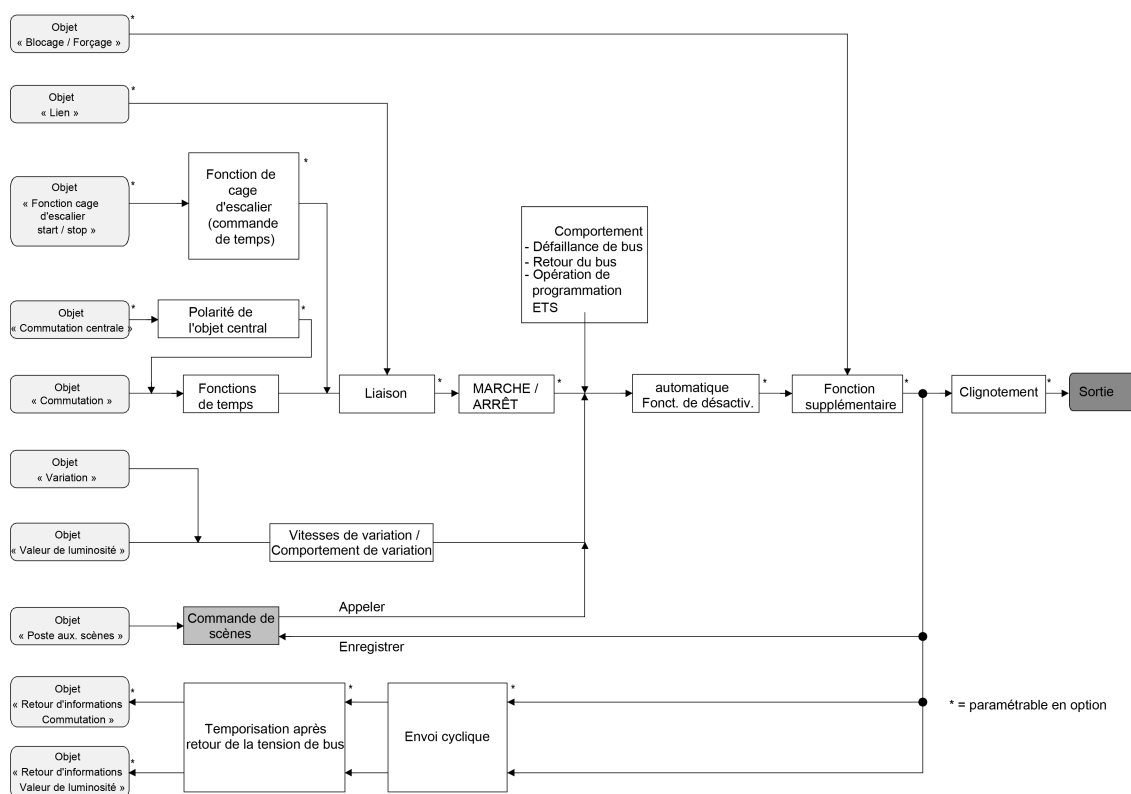 Objet
« Blocage / Forçage »
*
Objet
« Lien »
*
Objet
« Fonction cage
d'escalier
start / stop »
*
Fonction de
cage
d'escalier
(commande
de temps)
*
Comportement
- Défaillance de bus
- Retour du bus
- Opération de
programmation
ETS
Objet
« Commutation centrale »
*
Polarité de
l'objet central
*
Objet
« Commutation »
Fonctions
de temps
Liaison
*
MARCHE /
ARRÊT
*
automatique
Fonct. de désactiv.
*
Fonction
supplémentaire
*
Clignotement
*
Sortie
Objet
« Variation »
Objet
« Valeur de luminosité »
Vitesses de variation /
Comportement de variation
Objet
« Poste aux. scènes »
Commande de
scènes
Appeler
Enregistrer
Objet
« Retour d'informations
Commutation »
*
Temporisation après
retour de la tension de bus
*
Envoi cyclique
*
* = paramétrable en option
Objet
« Retour d'informations
Valeur de luminosité »
*